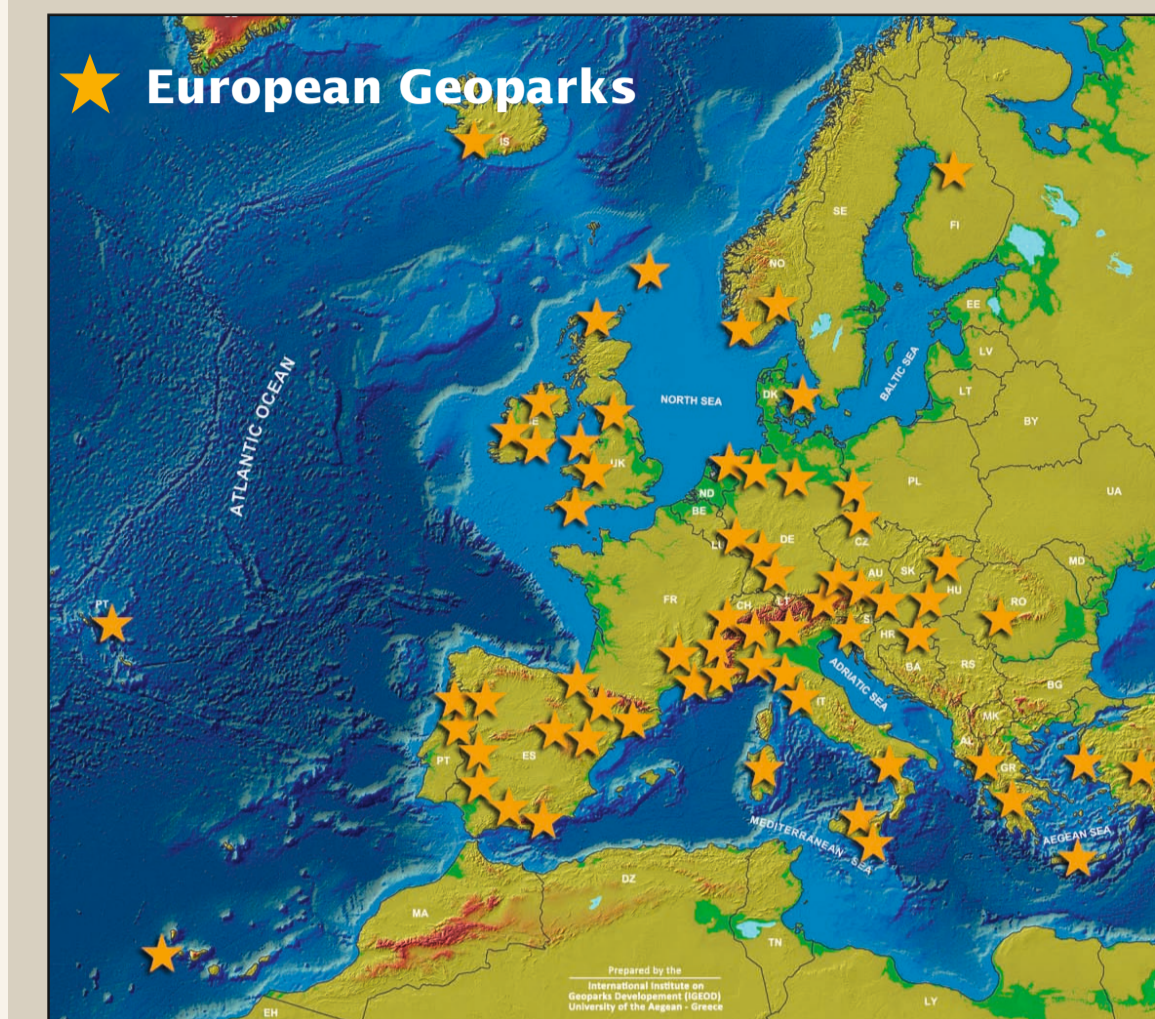 European Geoparks
IS
SE
FI
NO
EE
LV
LT
BY
DK
NORTH SEA
BALTIC SEA
ATLANTIC OCEAN
UK
ND
BE
PL
UA
DE
CZ
SK
AU
HU
MD
RO
FR
CH
HR
BA
RS
BG
MK
AL
GR
IT
ADRIATIC SEA
PT
ES
PT
MEDITERRANEAN SEA
AEGEAN SEA
MA
DZ
TN
LY
EH
Prepared by the
International Institute on
Geoparks Developement (IGEOD)
University of the Aegean - Greece